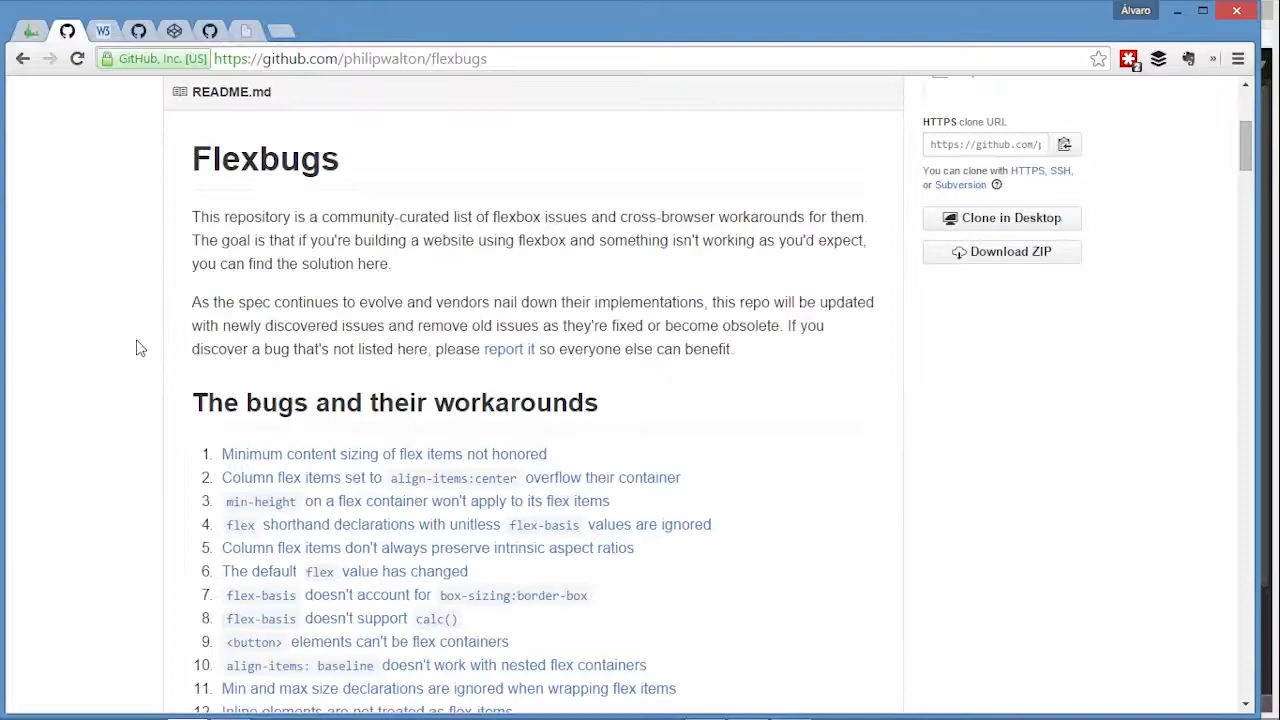 Álvaro
W3
GitHub, Inc. [US] https://github.com/philipwalton/flexbugs
2
»
README.md
HTTPS clone URL
Flexbugs
https://github.com/p
You can clone with HTTPS, SSH,
or Subversion
This repository is a community-curated list of flexbox issues and cross-browser workarounds for them.
Clone in Desktop
The goal is that if you're building a website using flexbox and something isn't working as you'd expect,
Download ZIP
you can find the solution here.
As the spec continues to evolve and vendors nail down their implementations, this repo will be updated
with newly discovered issues and remove old issues as they're fixed or become obsolete. If you
discover a bug that's not listed here, please report it so everyone else can benefit.
The bugs and their workarounds
1. Minimum content sizing of flex items not honored
2. Column flex items set to align-items:center overflow their container
3. min-height on a flex container won't apply to its flex items
4. flex shorthand declarations with unitless flex-basis values are ignored
5. Column flex items don't always preserve intrinsic aspect ratios
6. The default flex value has changed
7. flex-basis doesn't account for box-sizing:border-box
8. flex-basis doesn't support calc()
9. <button> elements can't be flex containers
10. align-items: baseline doesn't work with nested flex containers
11. Min and max size declarations are ignored when wrapping flex items
12. Inline elements are not treated as flex items